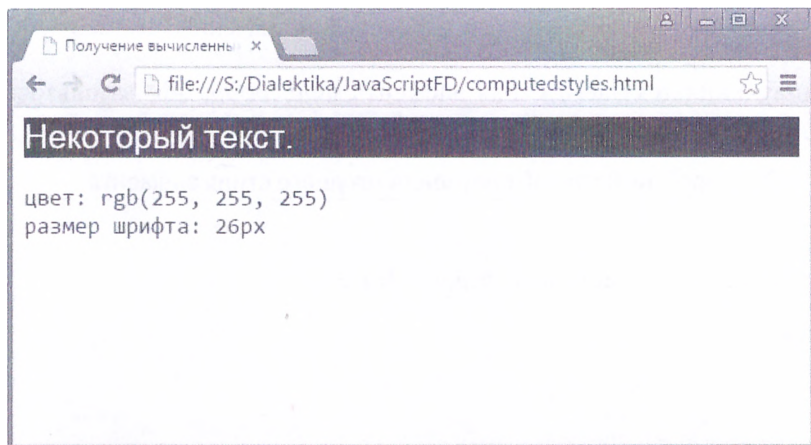 Получение вычисленны
file:///S:/Dialektika/JavaScriptFD/computedstyles.html
Некоторый текст.
цвет: rgb(255, 255, 255)
размер шрифта: 26px